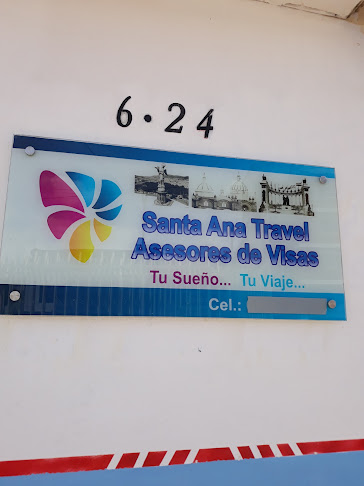 6·24
Santa Ana Travel
Asesores de Visas
Tu Sueño... Tu Viaje...
Cel.: